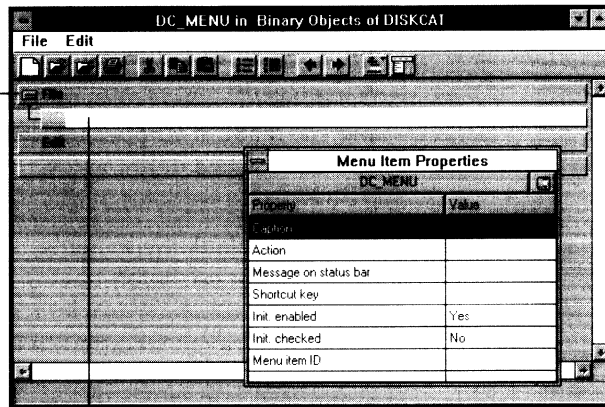 DC_MENU in Binary Objects of DISKCAT
File Edit
File
Edit
Menu Item Properties
DC_MENU
Property Value
Caption
Action
Message on status bar
Shortcut key
Init. enabled Yes
Init. checked No
Menu item ID